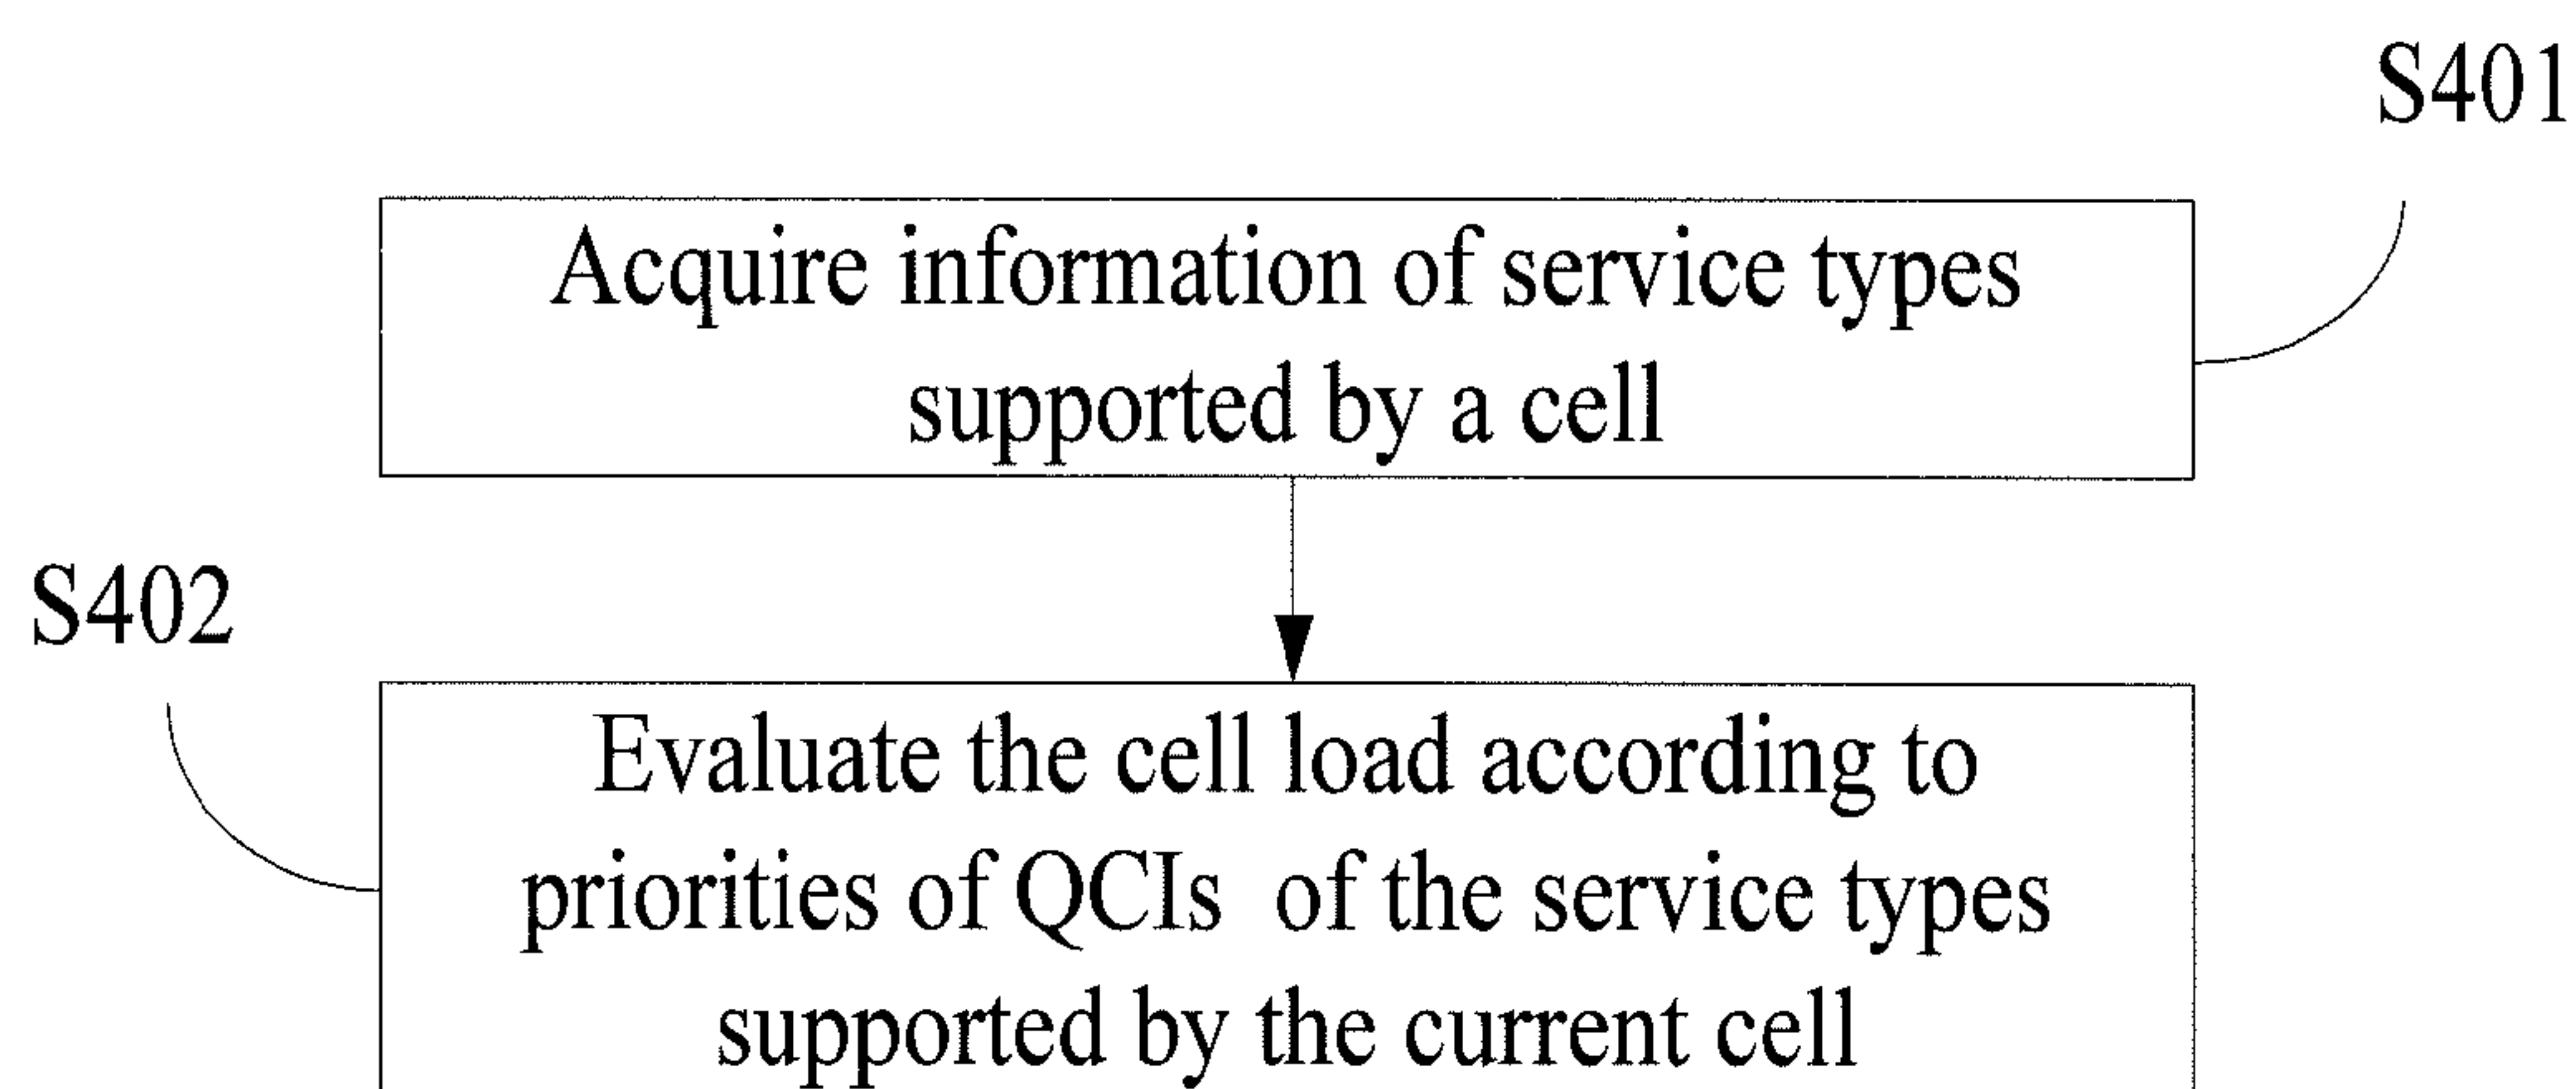 S401
Acquire information of service types
supported by a cell
S402
Evaluate the cell load according to
priorities of QCIs of the service types
supported by the current cell